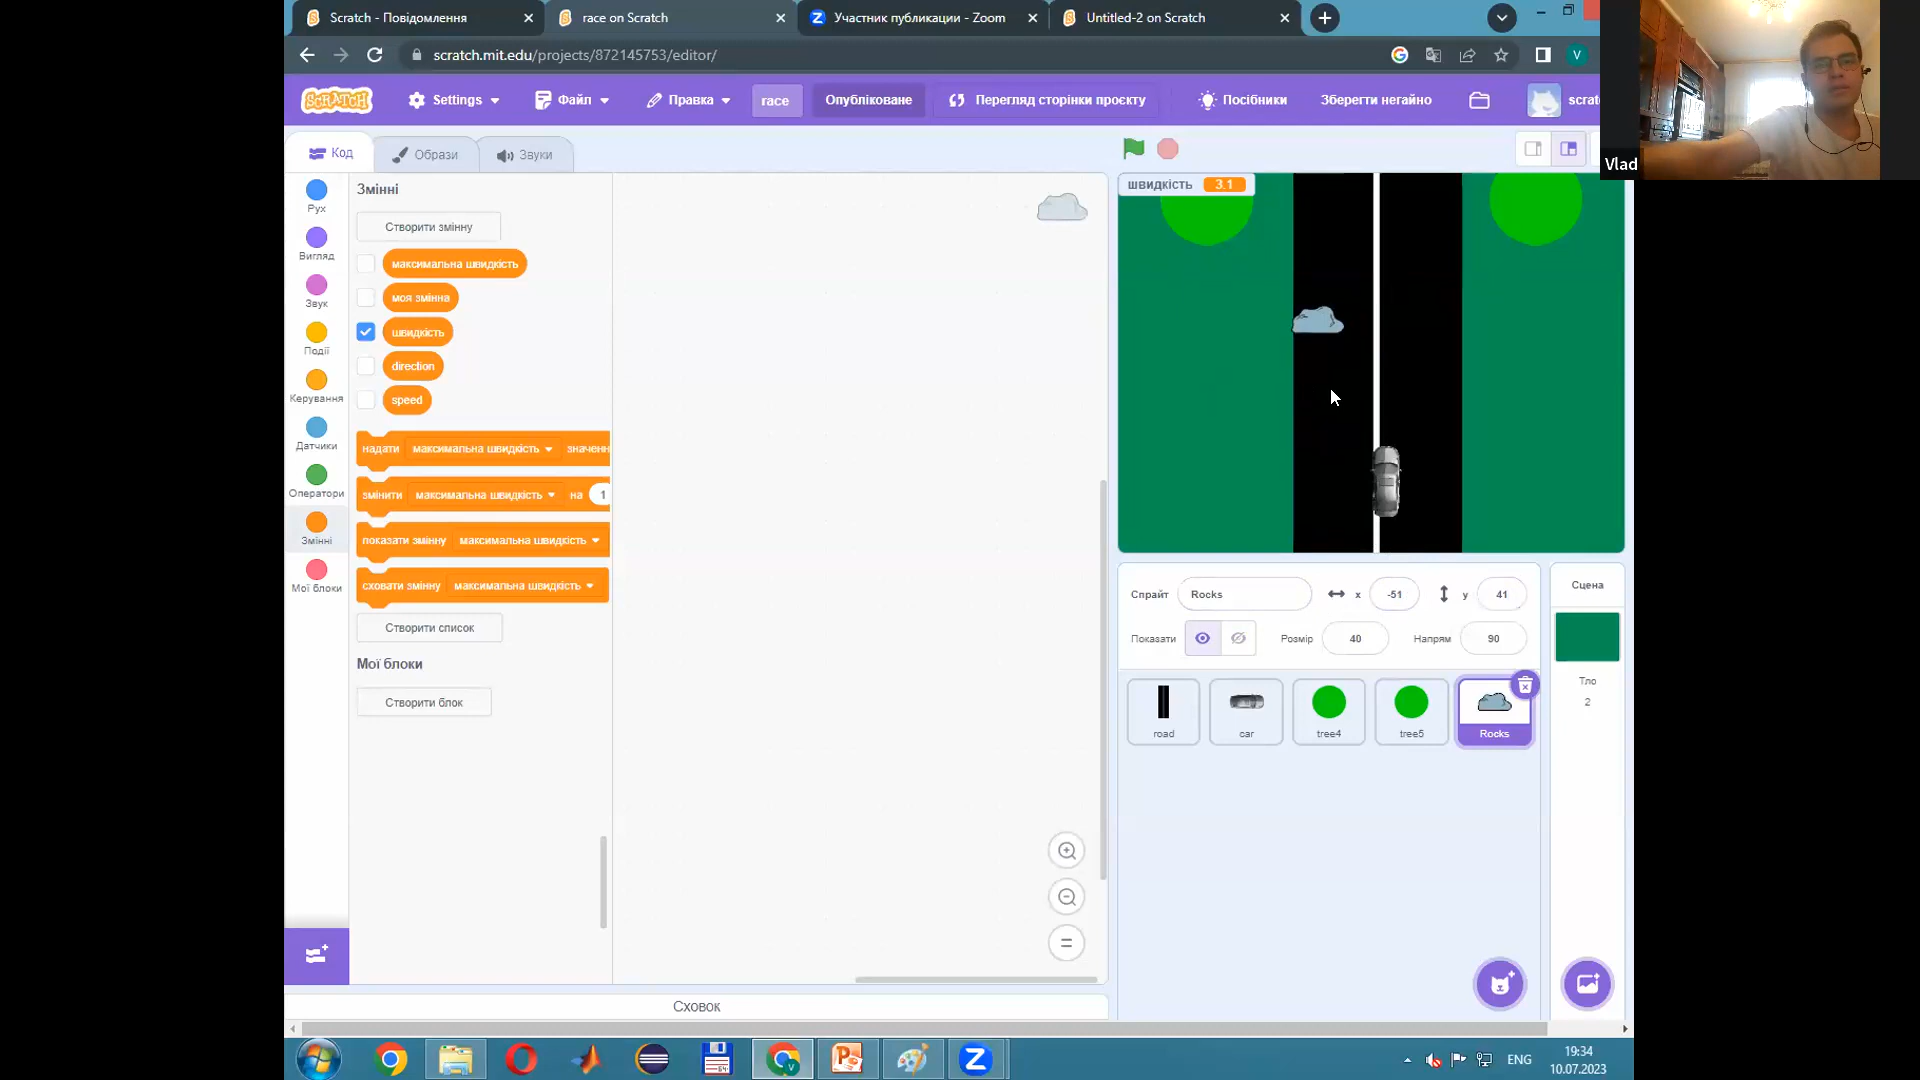 Scratch - Повідомлення
race on Scratch
Участник публикации - Zoom
Untitled-2 on Scratch
scratch.mit.edu/projects/872145753/editor/
V
SCRATCH
Settings
Файл
Правка
race
Опубліковане
Перегляд сторінки проєкту
Посібники
Зберегти негайно
scrat
Vlad
Код
Образи
Звуки
Рух
Вигляд
Звук
Події
Керування
Датчики
Оператори
Змінні
Мої блоки
Змінні
Створити змінну
максимальна швидкість
моя змінна
швидкість
direction
speed
надати максимальна швидкість значенн
змінити максимальна швидкість на 1
показати змінну максимальна швидкість
сховати змінну максимальна швидкість
Створити список
Мої блоки
Створити блок
швидкість 3.1
Спрайт Rocks x -51 y 41
Показати Розмір 40 Напрям 90
road
car
tree4
tree5
Rocks
Сцена
Тло
2
Сховок
ENG
19:34
10.07.2023